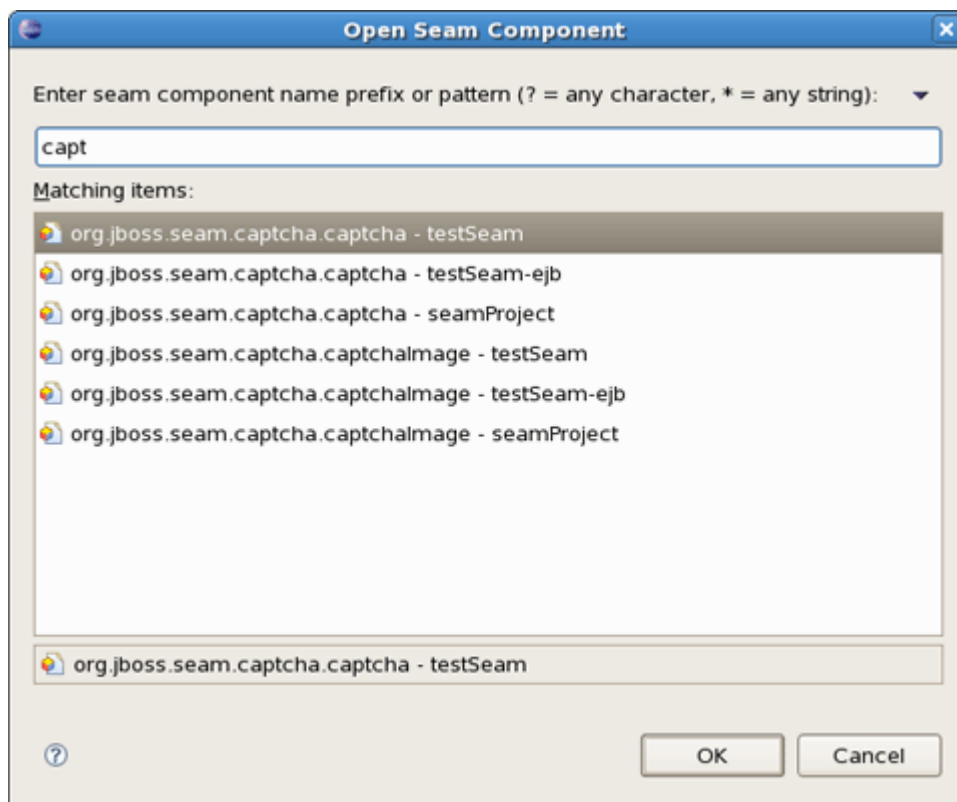 Open Seam Component
Enter seam component name prefix or pattern (? = any character, * = any string):
capt
Matching items:
org.jboss.seam.captcha.captcha - testSeam
org.jboss.seam.captcha.captcha - testSeam-ejb
org.jboss.seam.captcha.captcha - seamProject
org.jboss.seam.captcha.captchaImage - testSeam
org.jboss.seam.captcha.captchaImage - testSeam-ejb
org.jboss.seam.captcha.captchaImage - seamProject
org.jboss.seam.captcha.captcha - testSeam
OK Cancel